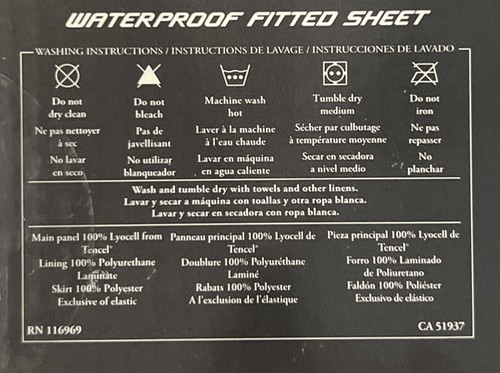 WATERPROOF FITTED SHEET
WASHING INSTRUCTIONS / INSTRUCTIONS DE LAVAGE / INSTRUCCIONES DE LAVADO
Do not
dry clean
Do not
bleach
Machine wash
hot
Tumble dry
medium
Do not
iron
Ne pas nettoyer
à sec
Pas de
javellisant
Laver à la machine
à l'eau chaude
Sécher par culbutage
à température moyenne
Ne pas
repasser
No lavar
en seco
No utilizar
blanqueador
Lavar en máquina
en agua caliente
Secar en secadora
a nivel medio
No
planchar
Wash and tumble dry with towels and other linens.
Lavar y secar a máquina con toallas y otra ropa blanca.
Lavar y secar en secadora con ropa blanca.
Main panel 100% Lyocell from
Tencel®
Lining 100% Polyurethane
Laminate
Skirt 100% Polyester
Exclusive of elastic
Panneau principal 100% Lyocell de
Tencel®
Doublure 100% Polyuréthane
Laminé
Rabats 100% Polyester
A l'exclusion de l'élastique
Pieza principal 100% Lyocell de
Tencel®
Forro 100% Laminado
de Poliuretano
Faldón 100% Poliéster
Exclusivo de elástico
RN 116969
CA 51937